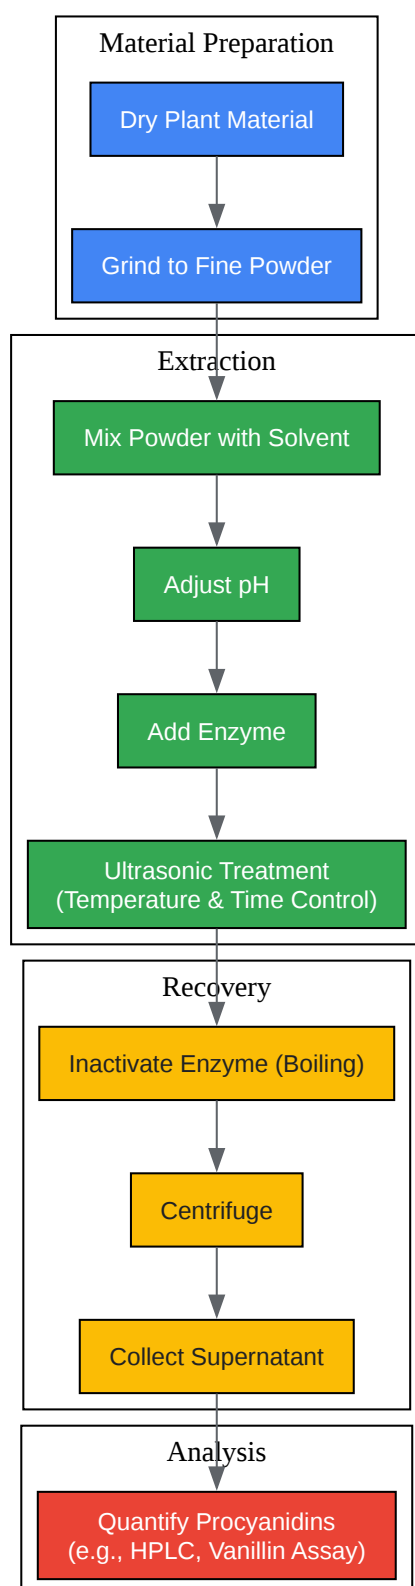 Material Preparation
Dry Plant Material
Grind to Fine Powder
Extraction
Mix Powder with Solvent
Adjust pH
Add Enzyme
Ultrasonic Treatment
(Temperature & Time Control)
Recovery
Inactivate Enzyme (Boiling)
Centrifuge
Collect Supernatant
Analysis
Quantify Procyanidins
(e.g., HPLC, Vanillin Assay)